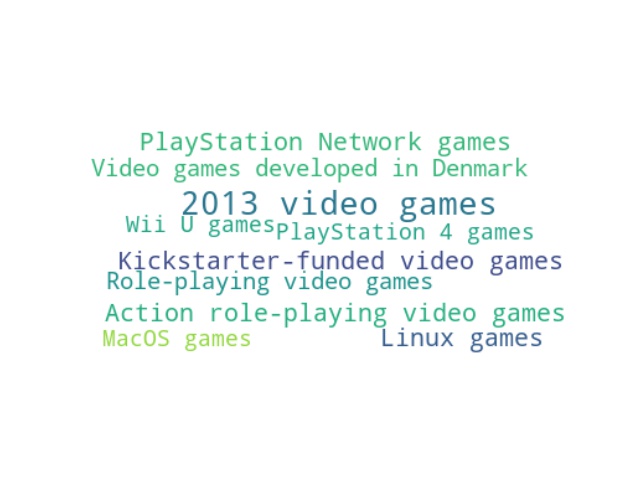 PlayStation Network games
Video games developed in Denmark
2013 video games
Wii U games
PlayStation 4 games
Kickstarter-funded video games
Role-playing video games
Action role-playing video games
MacOS games
Linux games